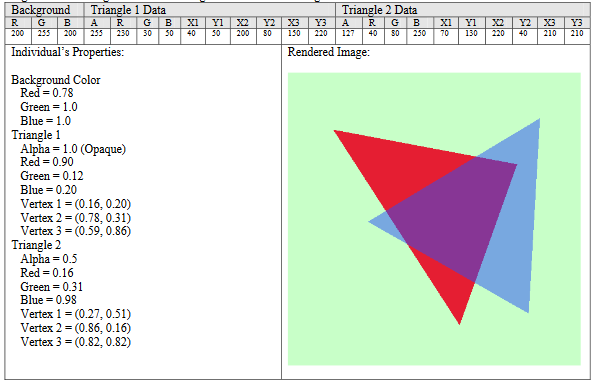 Background Triangle 1 Data Triangle 2 Data
R G B A R G B X1 Y1 X2 Y2 X3 Y3 A R G B X1 Y1 X2 Y2 X3 Y3
200 255 200 255 230 30 50 40 50 200 80 150 220 127 40 80 250 70 130 220 40 210 210
Individual's Properties:
Rendered Image:
Background Color
Red = 0.78
Green = 1.0
Blue = 1.0
Triangle 1
Alpha = 1.0 (Opaque)
Red = 0.90
Green = 0.12
Blue = 0.20
Vertex 1 = (0.16, 0.20)
Vertex 2 = (0.78, 0.31)
Vertex 3 = (0.59, 0.86)
Triangle 2
Alpha = 0.5
Red = 0.16
Green = 0.31
Blue = 0.98
Vertex 1 = (0.27, 0.51)
Vertex 2 = (0.86, 0.16)
Vertex 3 = (0.82, 0.82)